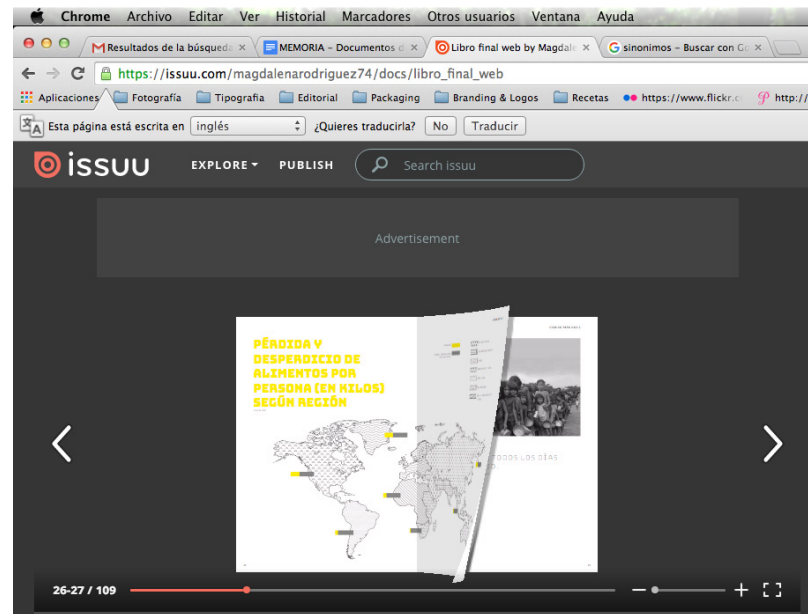 Chrome Archivo Editar Ver Historial Marcadores Otros usuarios Ventana Ayuda
Resultados de la búsqueda
MEMORIA – Documentos d
Libro final web by Magdale
sinonimos – Buscar con Go
https://issuu.com/magdalenarodriguez74/docs/libro_final_web
Aplicaciones Fotografía Tipografia Editorial Packaging Branding & Logos Recetas https://www.flickr.c http://
Esta página está escrita en inglés ¿Quieres traducirla? No Traducir
issuu EXPLORE PUBLISH Search issuu
Advertisement
PÉRDIDA Y
DESPERDICIO DE
ALIMENTOS POR
PERSONA (EN KILOS)
SEGÚN REGIÓN
TODOS LOS DÍAS
26-27 / 109